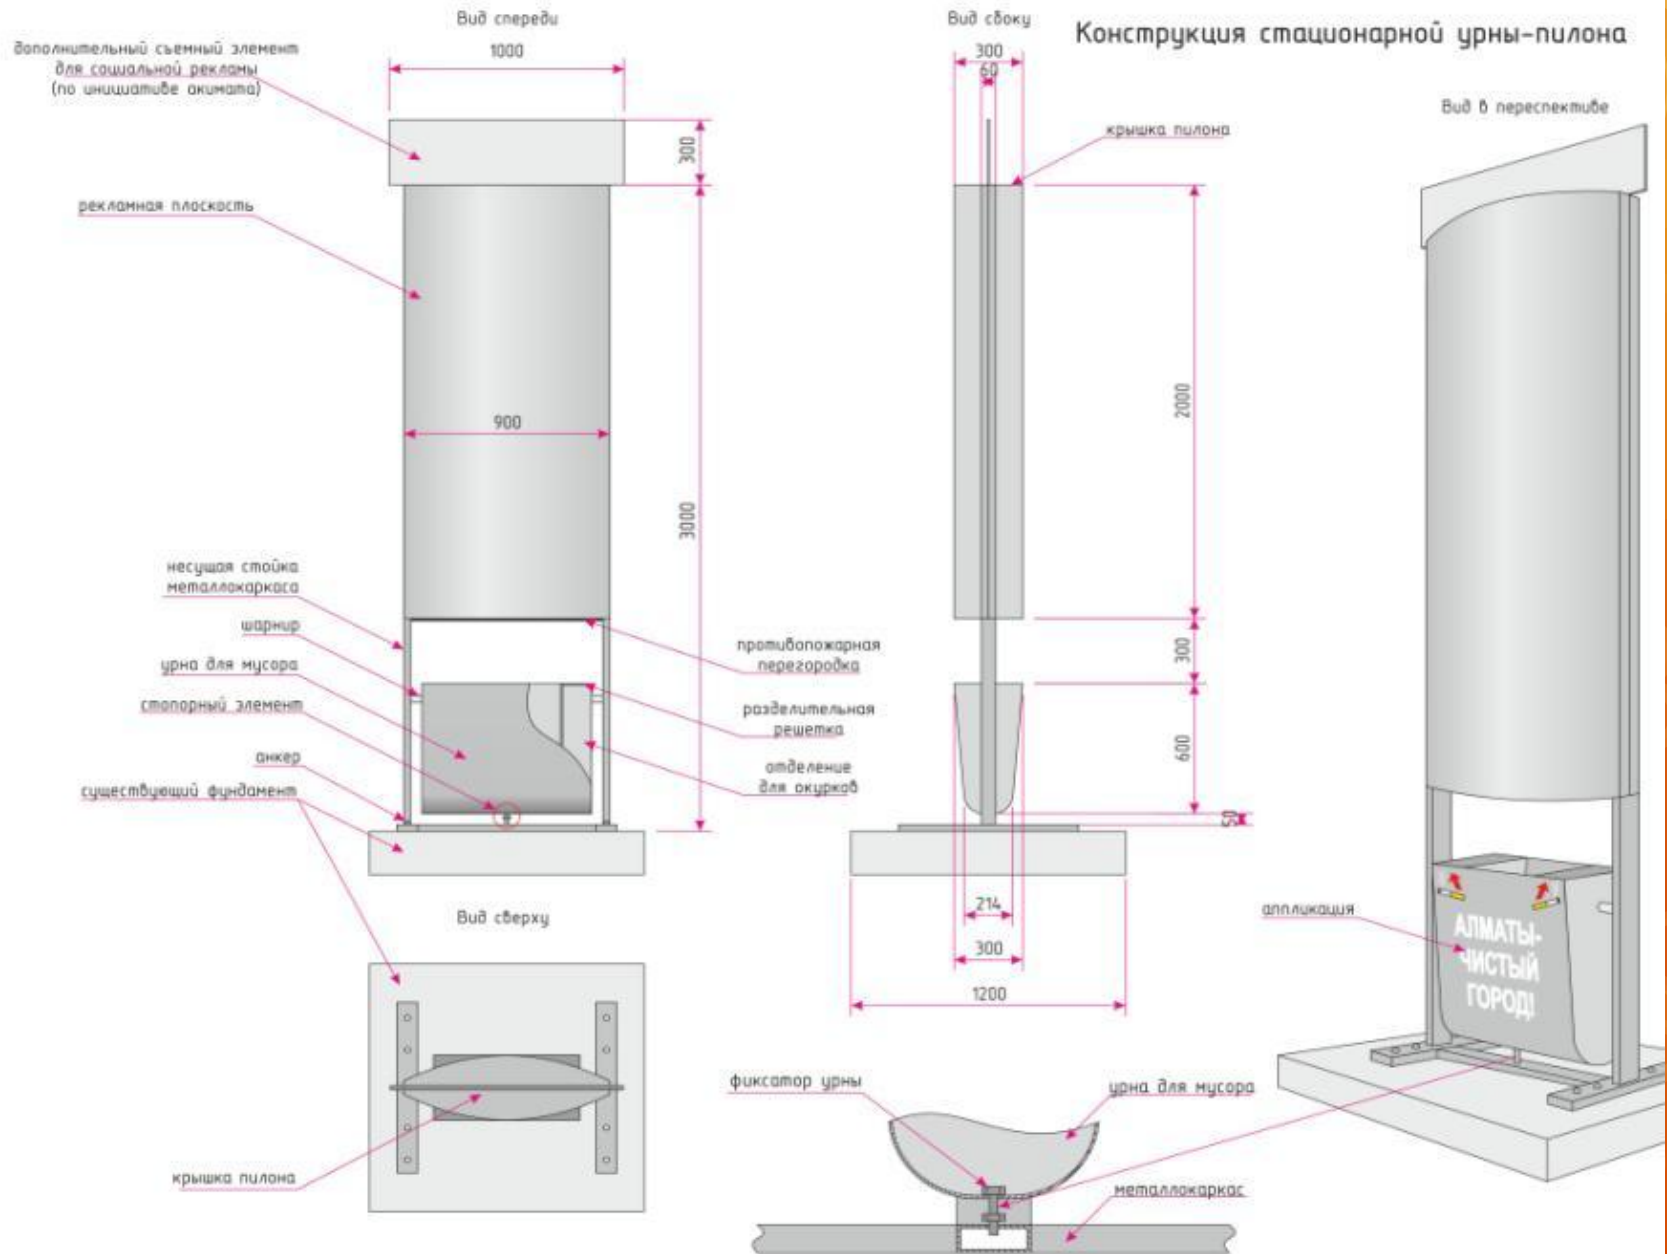 Конструкция стационарной урны-пилона
Вид спереди
1000
дополнительный съемный элемент
для социальной рекламы
(по инициативе акимата)
300
рекламная плоскость
900
3000
несущая стойка
металлокаркаса
шарнир
урна для мусора
стопорный элемент
анкер
существующий фундамент
противопожарная
перегородка
разделительная
решетка
отделение
для окурков
Вид сбоку
300
60
крышка пилона
2000
300
600
50
214
300
1200
Вид в перспективе
аппликация
АЛМАТЫ-
ЧИСТЫЙ
ГОРОД!
Вид сверху
крышка пилона
фиксатор урны
урна для мусора
металлокаркас